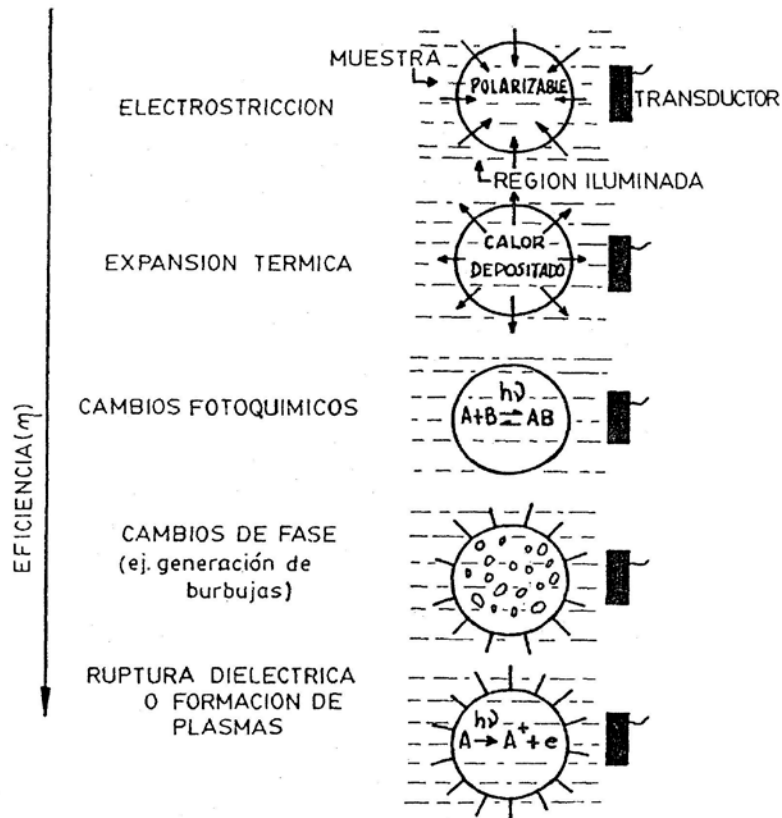 MUESTRA
POLARIZABLE
TRANSDUCTOR
ELECTROSTRICCION
REGION ILUMINADA
EXPANSION TERMICA
CALOR
DEPOSITADO
CAMBIOS FOTOQUIMICOS
hν
A+B ⇌ AB
EFICIENCIA (η)
CAMBIOS DE FASE
(ej. generación de
burbujas)
RUPTURA DIELECTRICA
O FORMACION DE
PLASMAS
hν
A → A⁺ + e